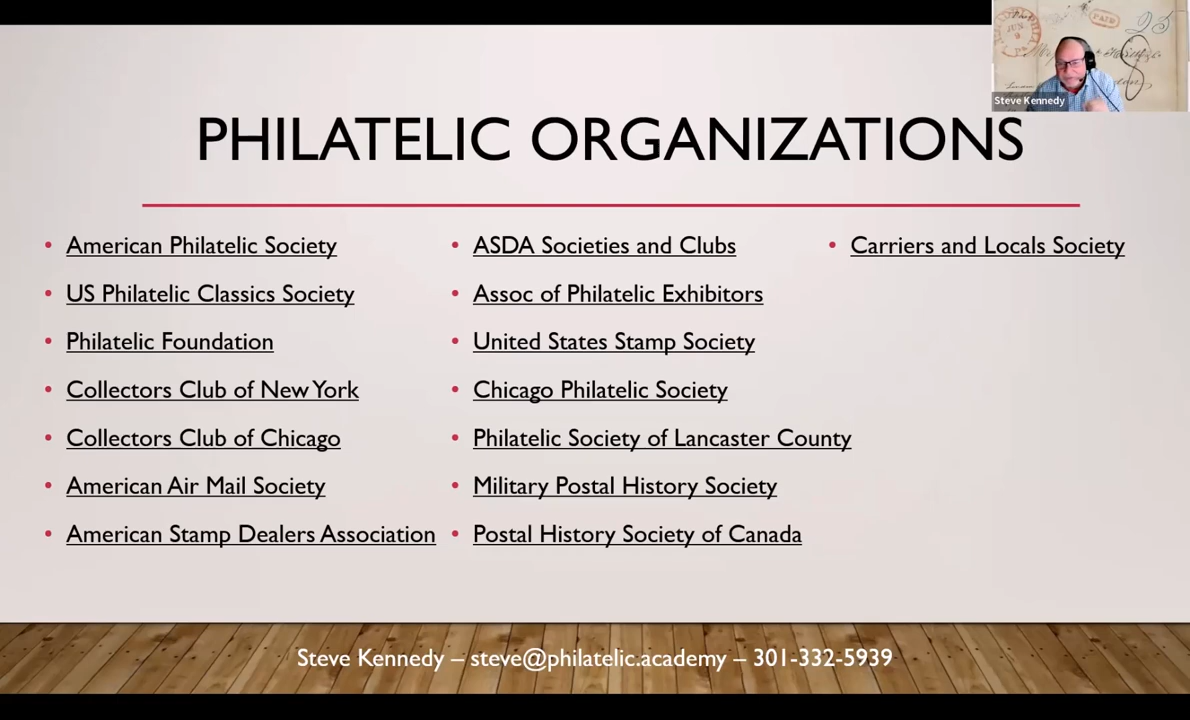 PHILATELIC ORGANIZATIONS
American Philatelic Society
US Philatelic Classics Society
Philatelic Foundation
Collectors Club of New York
Collectors Club of Chicago
American Air Mail Society
American Stamp Dealers Association
ASDA Societies and Clubs
Assoc of Philatelic Exhibitors
United States Stamp Society
Chicago Philatelic Society
Philatelic Society of Lancaster County
Military Postal History Society
Postal History Society of Canada
Carriers and Locals Society
Steve Kennedy – steve@philatelic.academy – 301-332-5939
PAID
JUN
9
Steve Kennedy